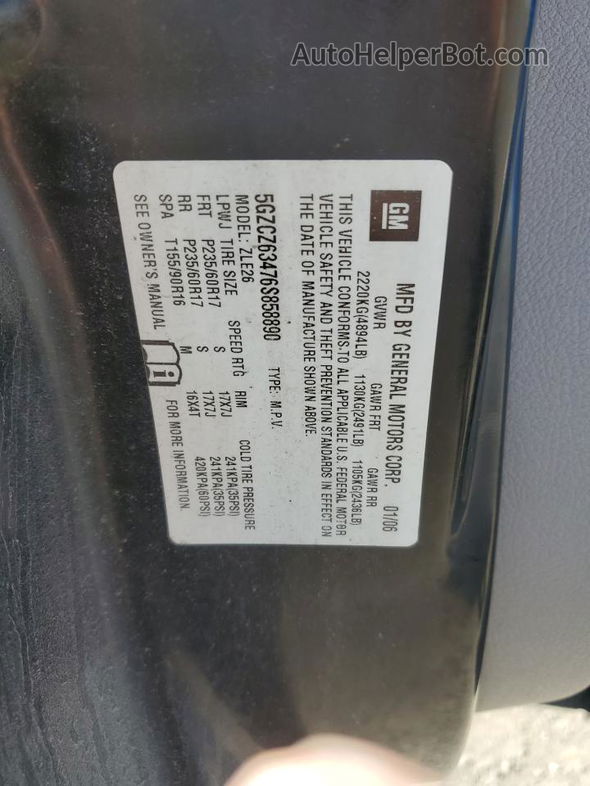 AutoHelperBot.com
GM
MFD BY GENERAL MOTORS CORP. 01/06
GVWR GAWR FRT GAWR RR
2220KG(4894LB) 1130KG(2491LB) 1105KG(2436LB)
THIS VEHICLE CONFORMS TO ALL APPLICABLE U.S. FEDERAL MOTOR
VEHICLE SAFETY AND THEFT PREVENTION STANDARDS IN EFFECT ON
THE DATE OF MANUFACTURE SHOWN ABOVE.
5GZCZ63476S858890 TYPE: M.P.V.
MODEL: ZLE26
LPWJ TIRE SIZE SPEED RTG RIM COLD TIRE PRESSURE
FRT P235/60R17 S 17X7J 241KPA(35PSI)
RR P235/60R17 S 17X7J 241KPA(35PSI)
SPA T155/90R16 M 16X4T 420KPA(60PSI)
SEE OWNER'S MANUAL i FOR MORE INFORMATION.